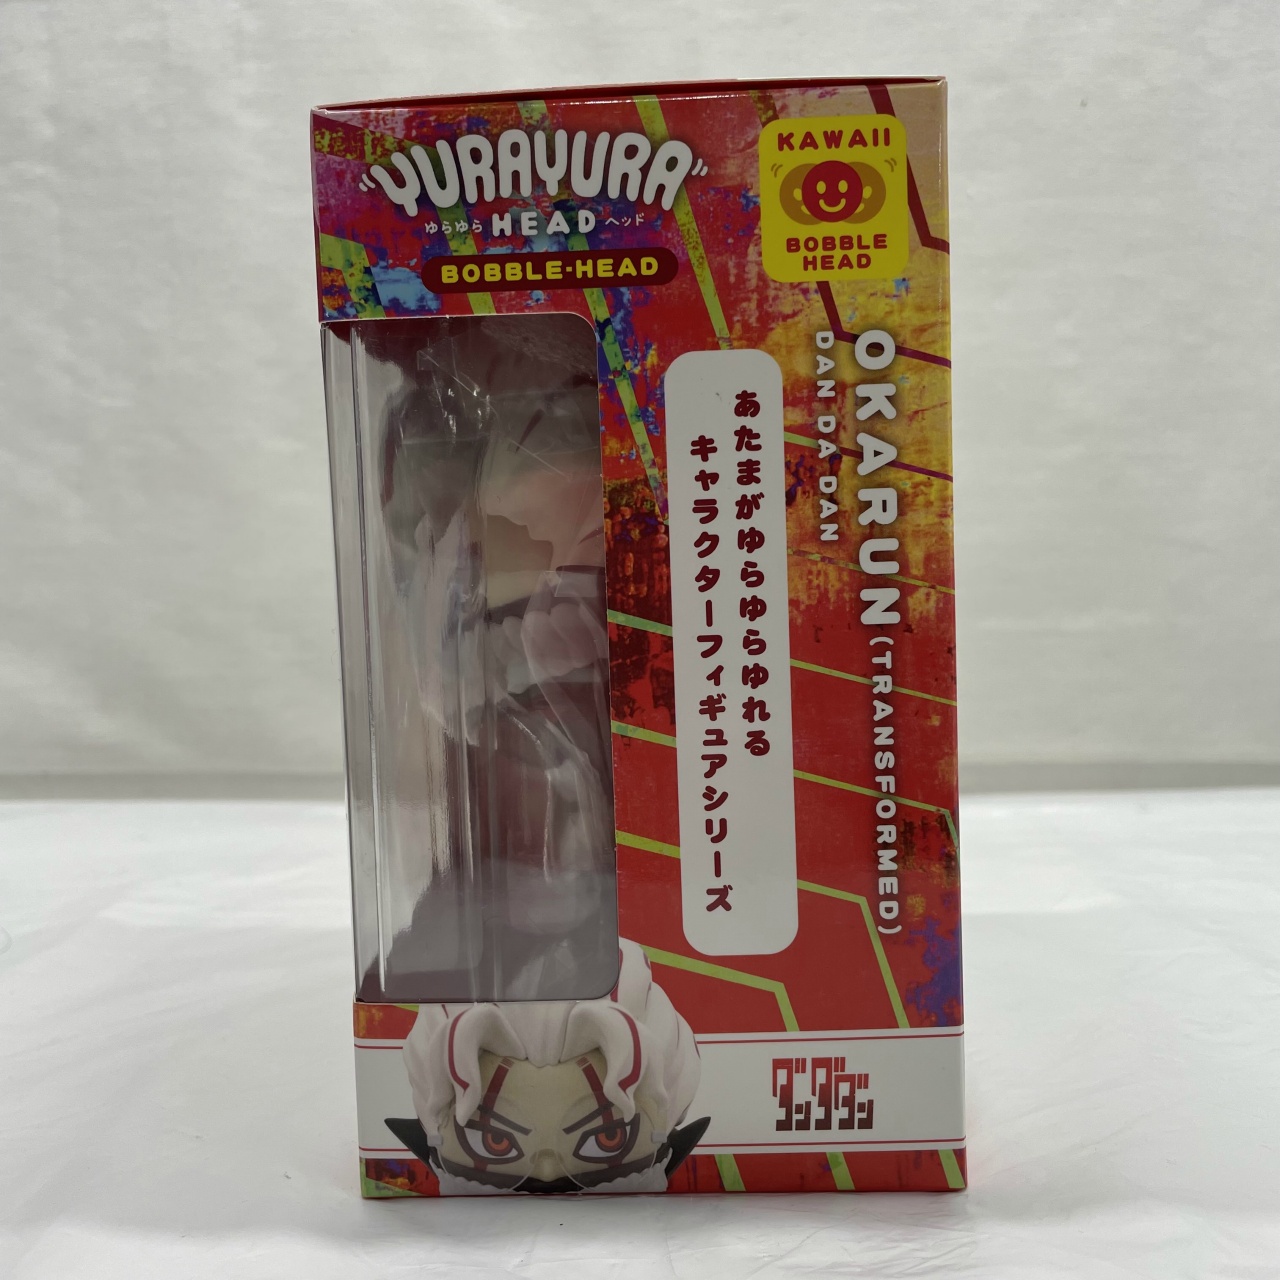 YURAYURA
ゆらゆら HEAD ヘッド
BOBBLE-HEAD
KAWAII
BOBBLE
HEAD
OKARUN (TRANSFORMED)
DAN DA DAN
あたまがゆらゆらゆれる
キャラクターフィギュアシリーズ
ダンダダン